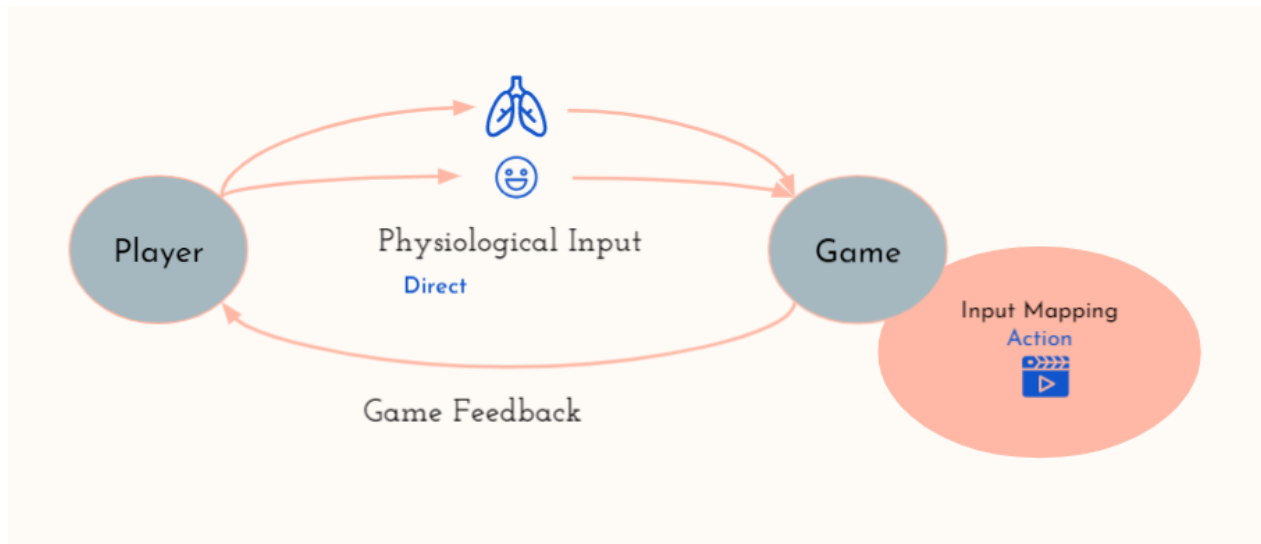 Player
Physiological Input
Direct
Game
Input Mapping
Action
Game Feedback